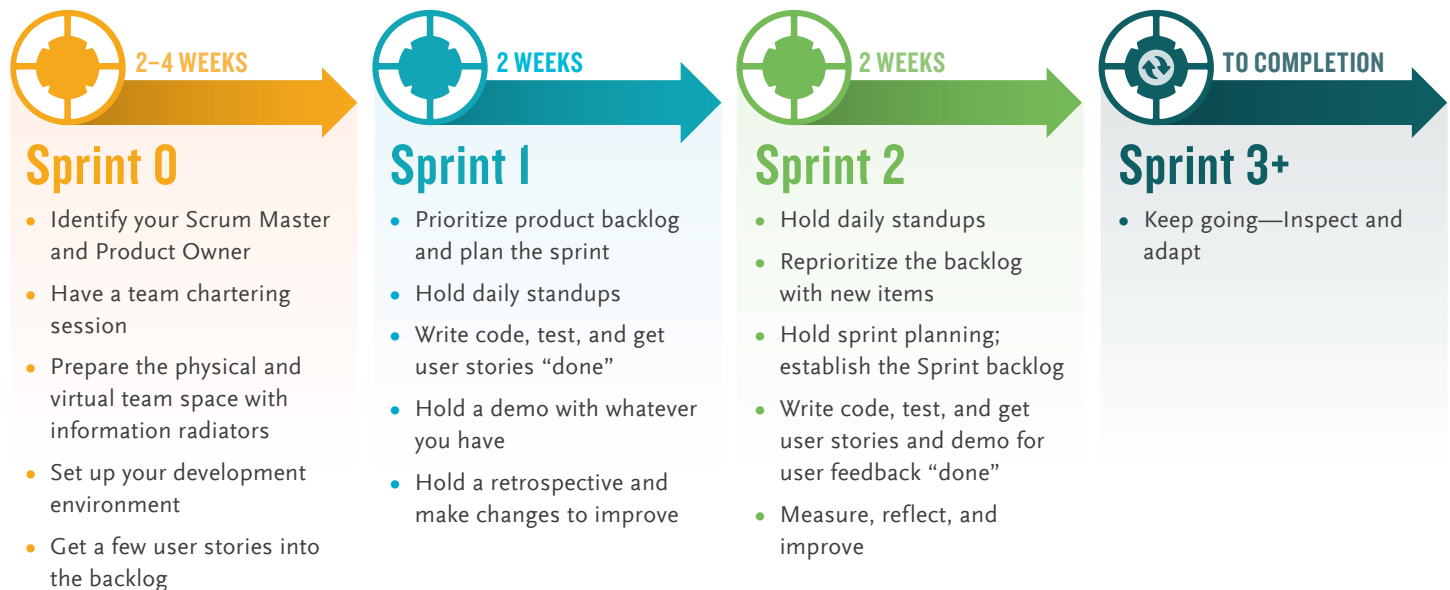 2–4 WEEKS
Sprint 0
• Identify your Scrum Master
and Product Owner
• Have a team chartering
session
• Prepare the physical and
virtual team space with
information radiators
• Set up your development
environment
• Get a few user stories into
the backlog
2 WEEKS
Sprint 1
• Prioritize product backlog
and plan the sprint
• Hold daily standups
• Write code, test, and get
user stories “done”
• Hold a demo with whatever
you have
• Hold a retrospective and
make changes to improve
2 WEEKS
Sprint 2
• Hold daily standups
• Reprioritize the backlog
with new items
• Hold sprint planning;
establish the Sprint backlog
• Write code, test, and get
user stories and demo for
user feedback “done”
• Measure, reflect, and
improve
TO COMPLETION
Sprint 3+
• Keep going—Inspect and
adapt